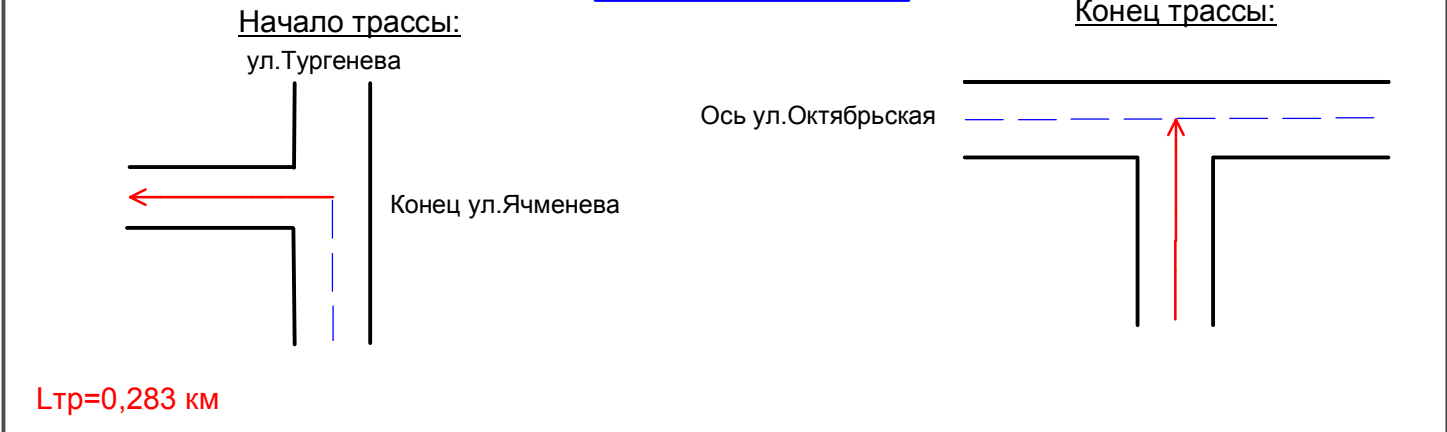 Начало трассы:
ул.Тургенева
Конец ул.Ячменева
Конец трассы:
Ось ул.Октябрьская
Lтр=0,283 км